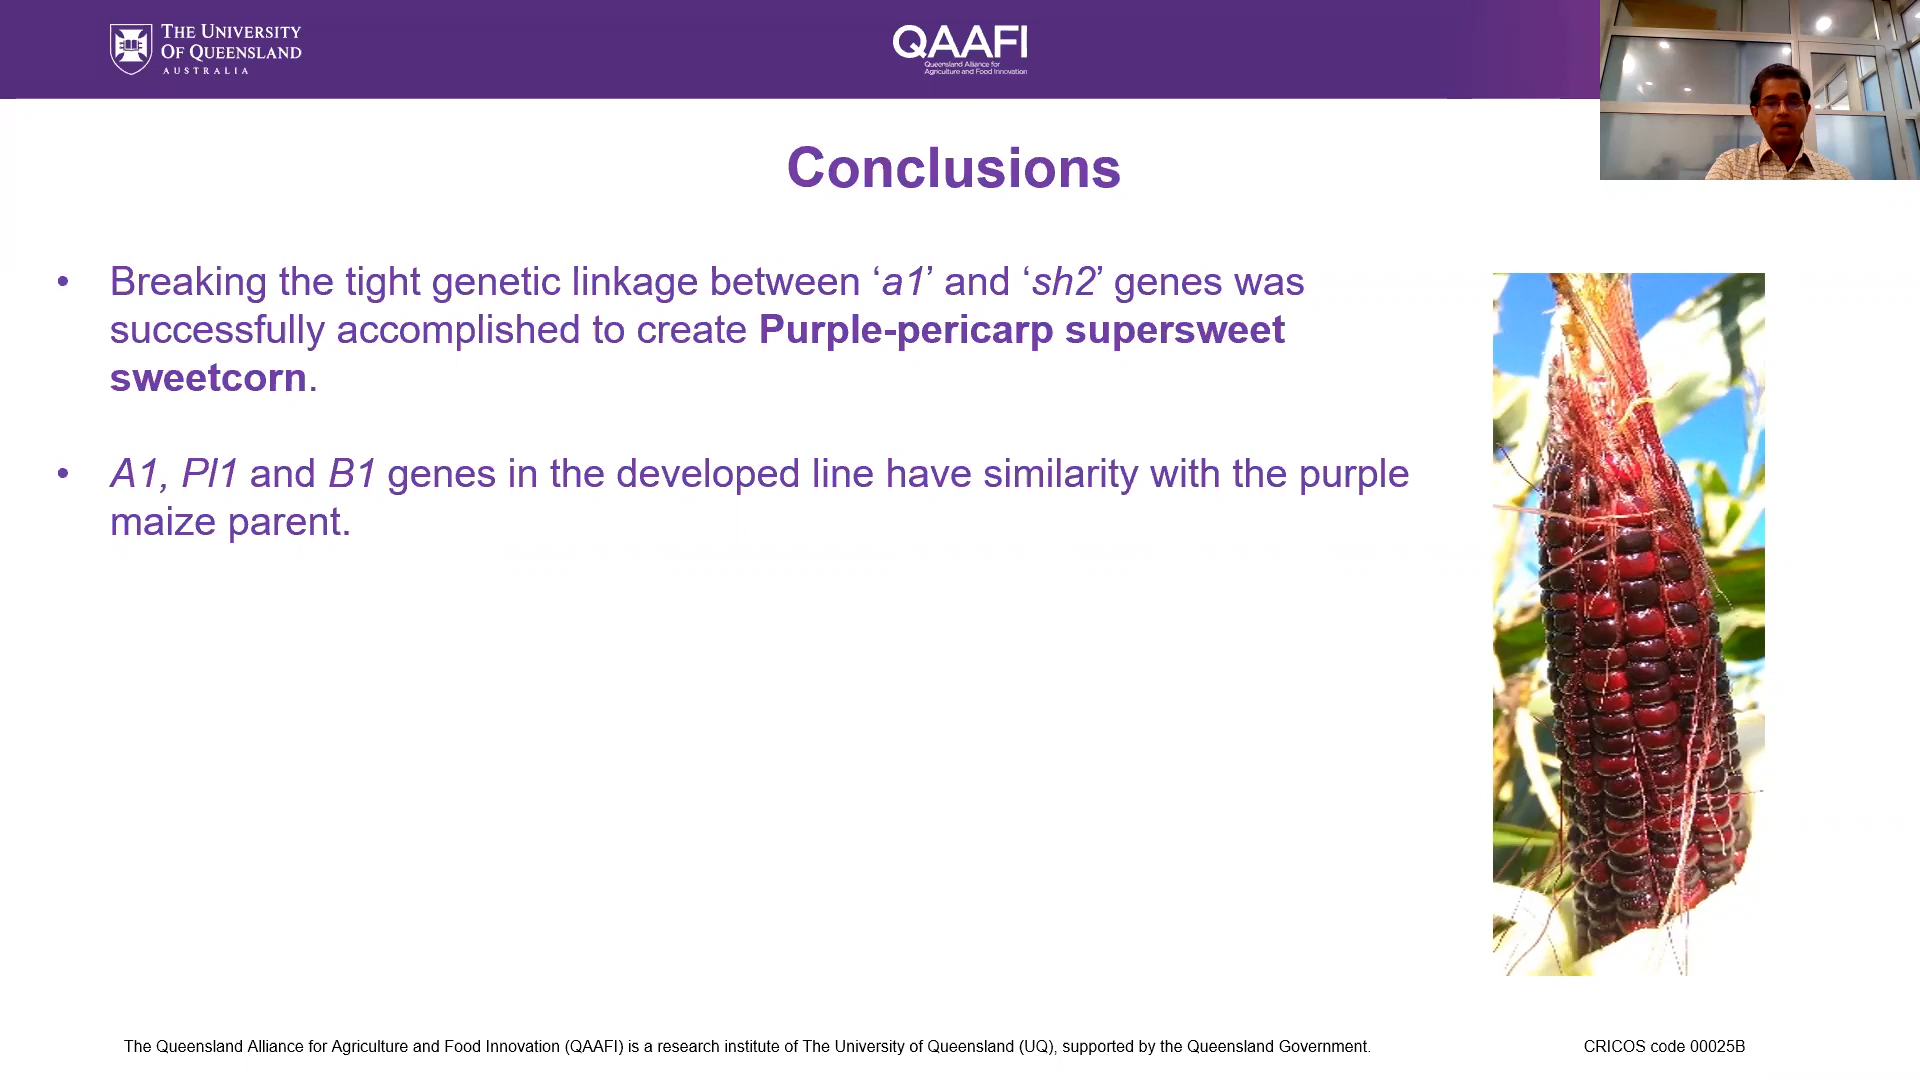 THE UNIVERSITY
OF QUEENSLAND
AUSTRALIA
QAAFI
Queensland Alliance for
Agriculture and Food Innovation
Conclusions
• Breaking the tight genetic linkage between ‘a1’ and ‘sh2’ genes was
successfully accomplished to create Purple-pericarp supersweet
sweetcorn.
• A1, Pl1 and B1 genes in the developed line have similarity with the purple
maize parent.
The Queensland Alliance for Agriculture and Food Innovation (QAAFI) is a research institute of The University of Queensland (UQ), supported by the Queensland Government.
CRICOS code 00025B